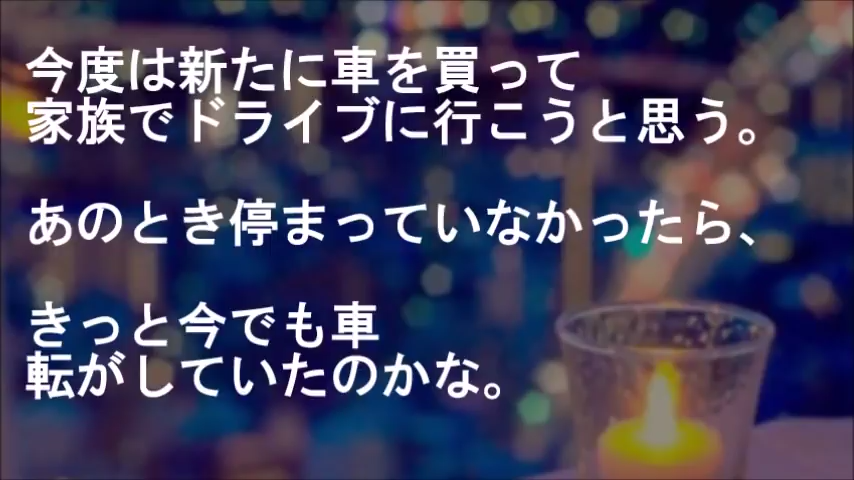 今度は新たに車を買って
家族でドライブに行こうと思う。
あのとき停まっていなかったら、
きっと今でも車
転がしていたのかな。